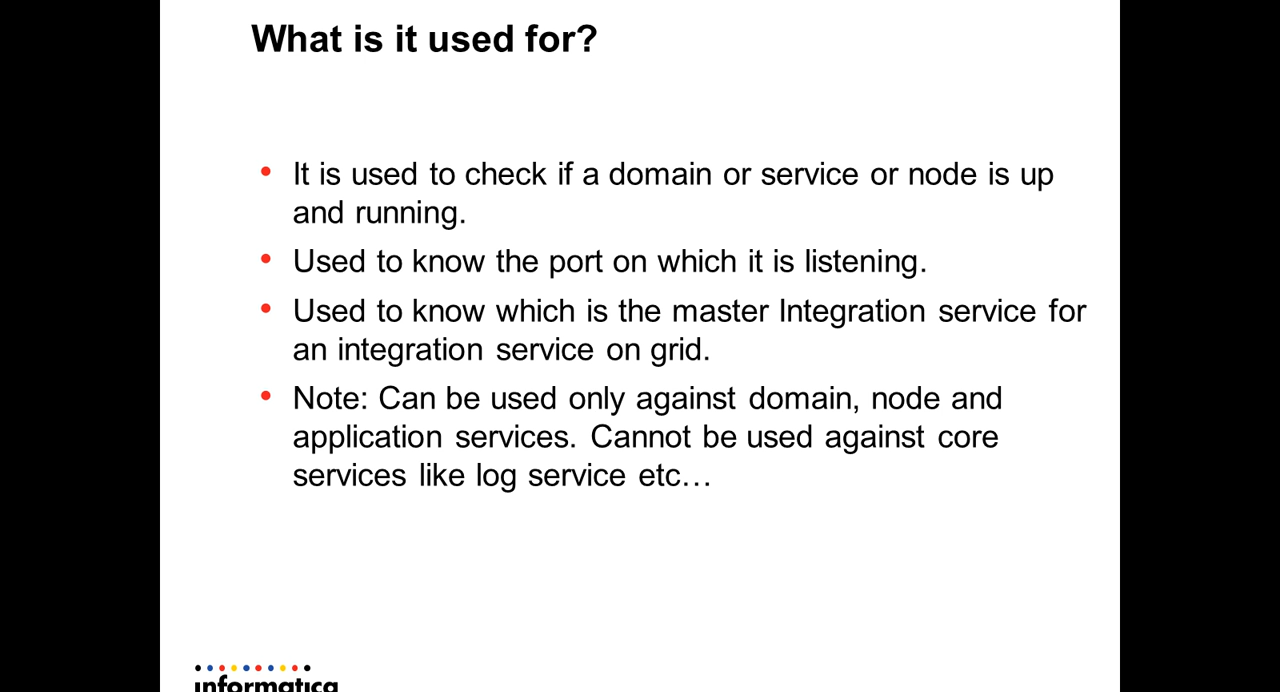 What is it used for?
• It is used to check if a domain or service or node is up
and running.
• Used to know the port on which it is listening.
• Used to know which is the master Integration service for
an integration service on grid.
• Note: Can be used only against domain, node and
application services. Cannot be used against core
services like log service etc…
informatica